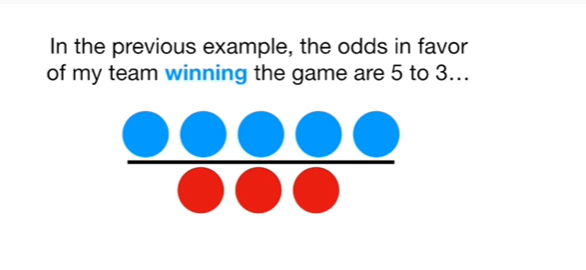 In the previous example, the odds in favor
of my team winning the game are 5 to 3…